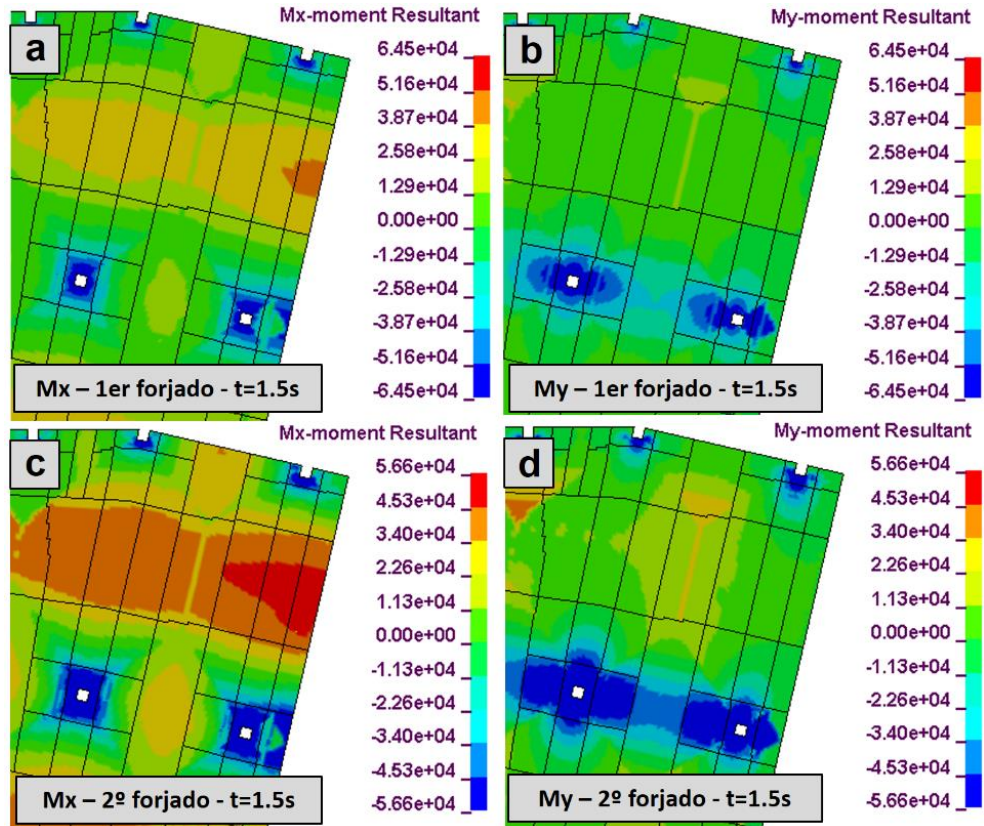 a
Mx-moment Resultant
6.45e+04
5.16e+04
3.87e+04
2.58e+04
1.29e+04
0.00e+00
-1.29e+04
-2.58e+04
-3.87e+04
-5.16e+04
-6.45e+04
Mx – 1er forjado - t=1.5s
b
My-moment Resultant
6.45e+04
5.16e+04
3.87e+04
2.58e+04
1.29e+04
0.00e+00
-1.29e+04
-2.58e+04
-3.87e+04
-5.16e+04
-6.45e+04
My – 1er forjado - t=1.5s
c
Mx-moment Resultant
5.66e+04
4.53e+04
3.40e+04
2.26e+04
1.13e+04
0.00e+00
-1.13e+04
-2.26e+04
-3.40e+04
-4.53e+04
-5.66e+04
Mx – 2º forjado - t=1.5s
d
My-moment Resultant
5.66e+04
4.53e+04
3.40e+04
2.26e+04
1.13e+04
0.00e+00
-1.13e+04
-2.26e+04
-3.40e+04
-4.53e+04
-5.66e+04
My – 2º forjado - t=1.5s